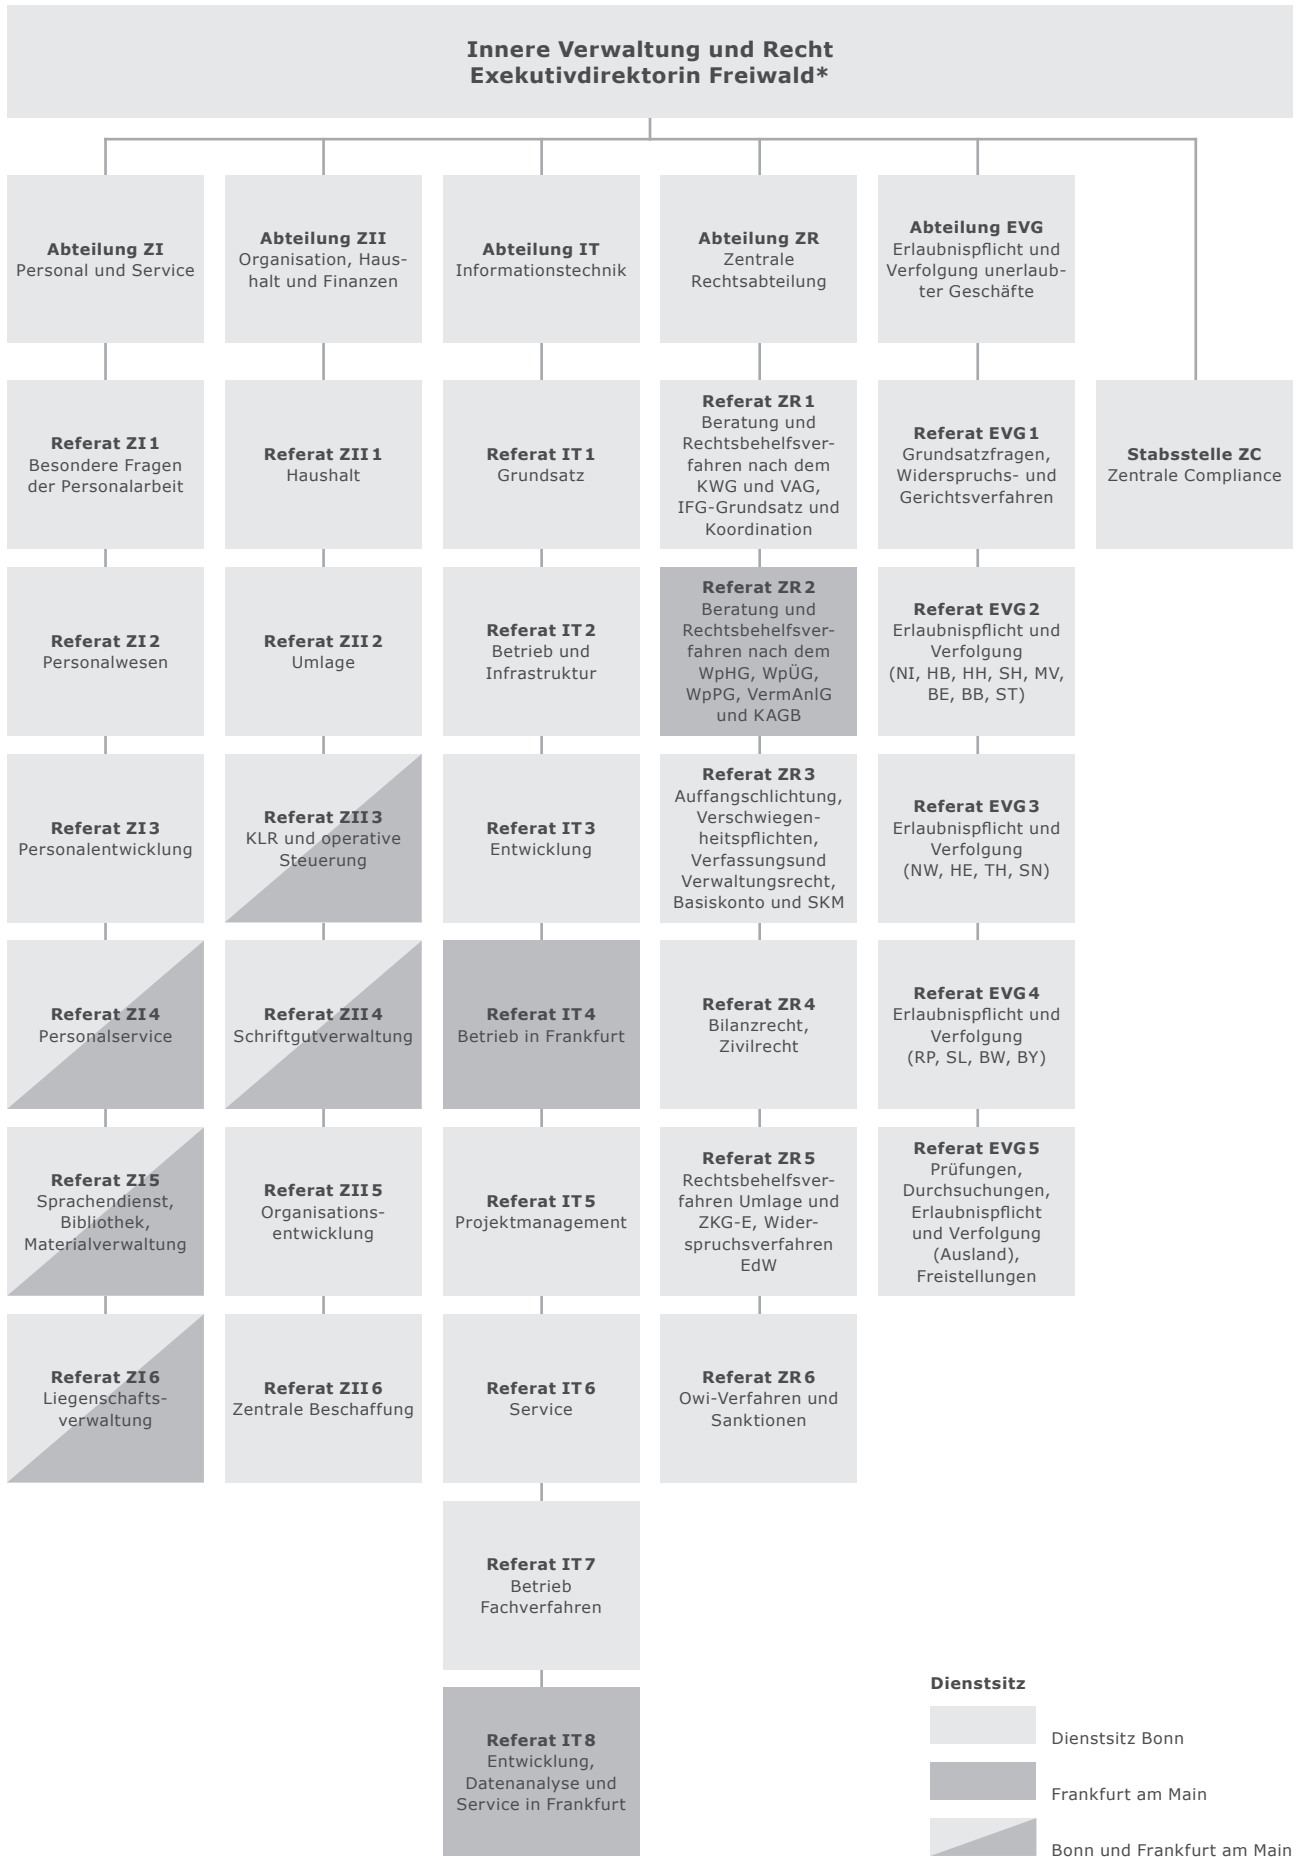 Innere Verwaltung und Recht
Exekutivdirektorin Freiwald*
Abteilung ZI
Personal und Service
Abteilung ZII
Organisation, Haus-
halt und Finanzen
Abteilung IT
Informationstechnik
Abteilung ZR
Zentrale
Rechtsabteilung
Abteilung EVG
Erlaubnispflicht und
Verfolgung unerlaub-
ter Geschäfte
Referat ZI 1
Besondere Fragen
der Personalarbeit
Referat ZII 1
Haushalt
Referat IT 1
Grundsatz
Referat ZR 1
Beratung und
Rechtsbehelfsver-
fahren nach dem
KWG und VAG,
IFG-Grundsatz und
Koordination
Referat EVG 1
Grundsatzfragen,
Widerspruchs- und
Gerichtsverfahren
Stabsstelle ZC
Zentrale Compliance
Referat ZI 2
Personalwesen
Referat ZII 2
Umlage
Referat IT 2
Betrieb und
Infrastruktur
Referat ZR 2
Beratung und
Rechtsbehelfsver-
fahren nach dem
WpHG, WpÜG,
WpPG, VermAnlG
und KAGB
Referat EVG 2
Erlaubnispflicht und
Verfolgung
(NI, HB, HH, SH, MV,
BE, BB, ST)
Referat ZI 3
Personalentwicklung
Referat ZII 3
KLR und operative
Steuerung
Referat IT 3
Entwicklung
Referat ZR 3
Auffangschlichtung,
Verschwiegen-
heitspflichten,
Verfassungsund
Verwaltungsrecht,
Basiskonto und SKM
Referat EVG 3
Erlaubnispflicht und
Verfolgung
(NW, HE, TH, SN)
Referat ZI 4
Personalservice
Referat ZII 4
Schriftgutverwaltung
Referat IT 4
Betrieb in Frankfurt
Referat ZR 4
Bilanzrecht,
Zivilrecht
Referat EVG 4
Erlaubnispflicht und
Verfolgung
(RP, SL, BW, BY)
Referat ZI 5
Sprachendienst,
Bibliothek,
Materialverwaltung
Referat ZII 5
Organisations-
entwicklung
Referat IT 5
Projektmanagement
Referat ZR 5
Rechtsbehelfsver-
fahren Umlage und
ZKG-E, Wider-
spruchsverfahren
EdW
Referat EVG 5
Prüfungen,
Durchsuchungen,
Erlaubnispflicht
und Verfolgung
(Ausland),
Freistellungen
Referat ZI 6
Liegenschafts-
verwaltung
Referat ZII 6
Zentrale Beschaffung
Referat IT 6
Service
Referat ZR 6
Owi-Verfahren und
Sanktionen
Referat IT 7
Betrieb
Fachverfahren
Referat IT 8
Entwicklung,
Datenanalyse und
Service in Frankfurt
Dienstsitz
Dienstsitz Bonn
Frankfurt am Main
Bonn und Frankfurt am Main